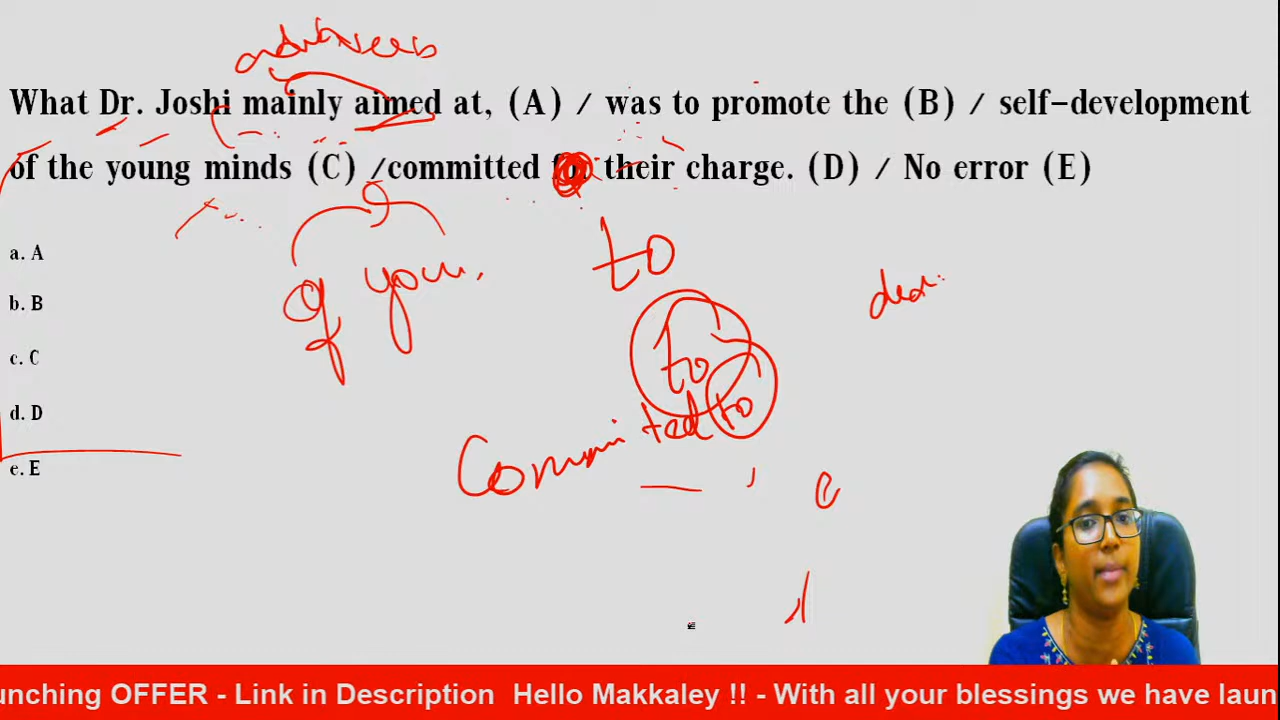 adverb
What Dr. Joshi mainly aimed at, (A) / was to promote the (B) / self-development
of the young minds (C) /committed for their charge. (D) / No error (E)
a. A
of you
to
b. B
to
c. C
d. D
Committed to
e. E
unching OFFER - Link in Description Hello Makkaley !! - With all your blessings we have laun